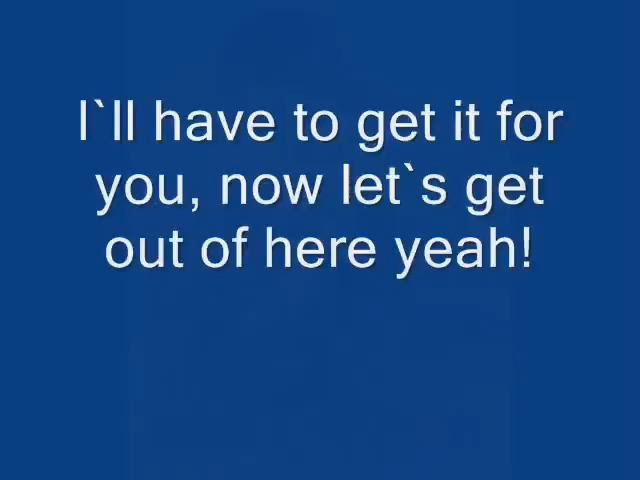 I`ll have to get it for
you, now let`s get
out of here yeah!